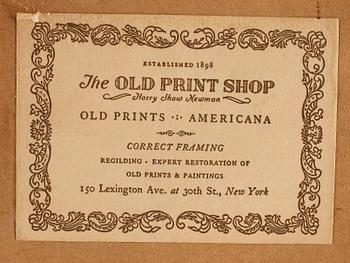 ESTABLISHED 1898
The OLD PRINT SHOP
Harry Shaw Newman
OLD PRINTS AMERICANA
CORRECT FRAMING
REGILDING · EXPERT RESTORATION OF
OLD PRINTS & PAINTINGS
150 Lexington Ave. at 30th St., New York